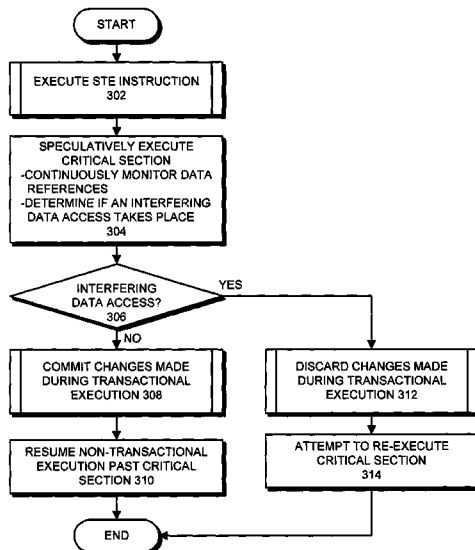 START
EXECUTE STE INSTRUCTION
302
SPECULATIVELY EXECUTE
CRITICAL SECTION
-CONTINUOUSLY MONITOR DATA
REFERENCES
-DETERMINE IF AN INTERFERING
DATA ACCESS TAKES PLACE
304
INTERFERING
DATA ACCESS?
306
YES
NO
COMMIT CHANGES MADE
DURING TRANSACTIONAL
EXECUTION 308
DISCARD CHANGES MADE
DURING TRANSACTIONAL
EXECUTION 312
RESUME NON-TRANSACTIONAL
EXECUTION PAST CRITICAL
SECTION 310
ATTEMPT TO RE-EXECUTE
CRITICAL SECTION
314
END